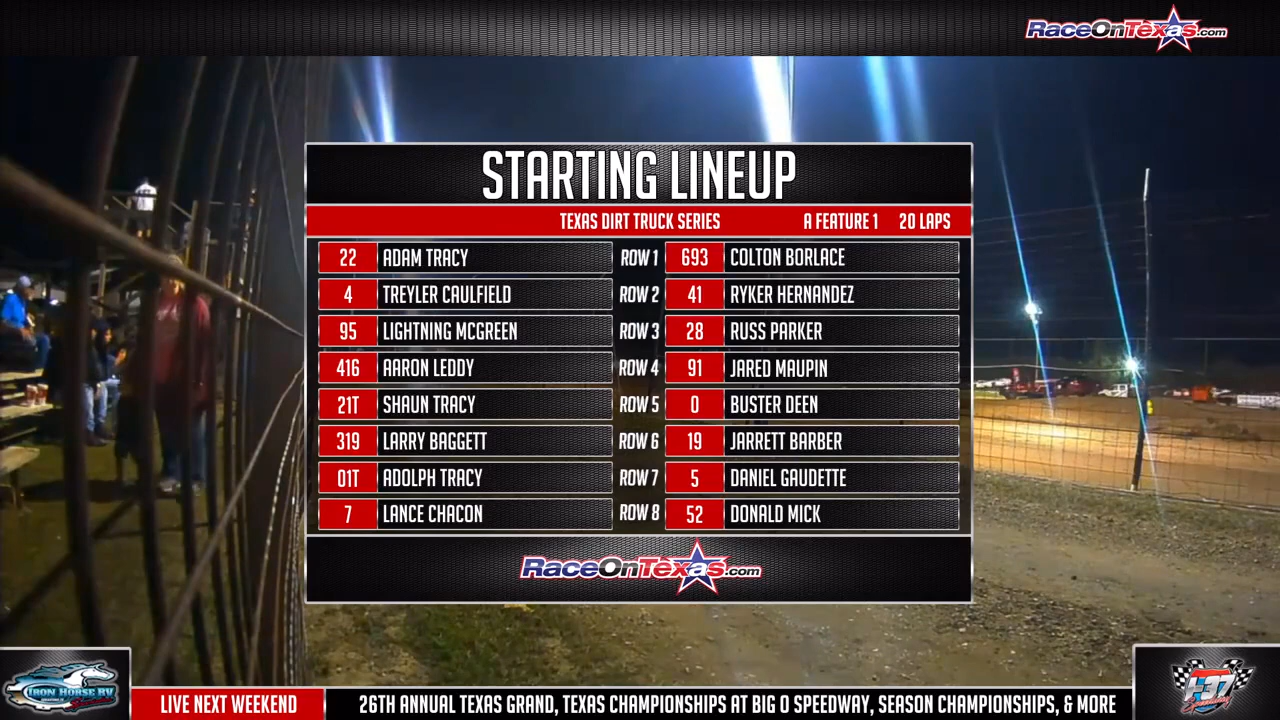 RaceOnTexas.com
STARTING LINEUP
TEXAS DIRT TRUCK SERIES A FEATURE 1 20 LAPS
22 ADAM TRACY ROW 1 693 COLTON BORLACE
4 TREYLER CAULFIELD ROW 2 41 RYKER HERNANDEZ
95 LIGHTNING MCGREEN ROW 3 28 RUSS PARKER
416 AARON LEDDY ROW 4 91 JARED MAUPIN
21T SHAUN TRACY ROW 5 0 BUSTER DEEN
319 LARRY BAGGETT ROW 6 19 JARRETT BARBER
01T ADOLPH TRACY ROW 7 5 DANIEL GAUDETTE
7 LANCE CHACON ROW 8 52 DONALD MICK
RaceOnTexas.com
IRON HORSE RV
LIVE NEXT WEEKEND 26TH ANNUAL TEXAS GRAND, TEXAS CHAMPIONSHIPS AT BIG O SPEEDWAY, SEASON CHAMPIONSHIPS, & MORE
I-37
Speedway